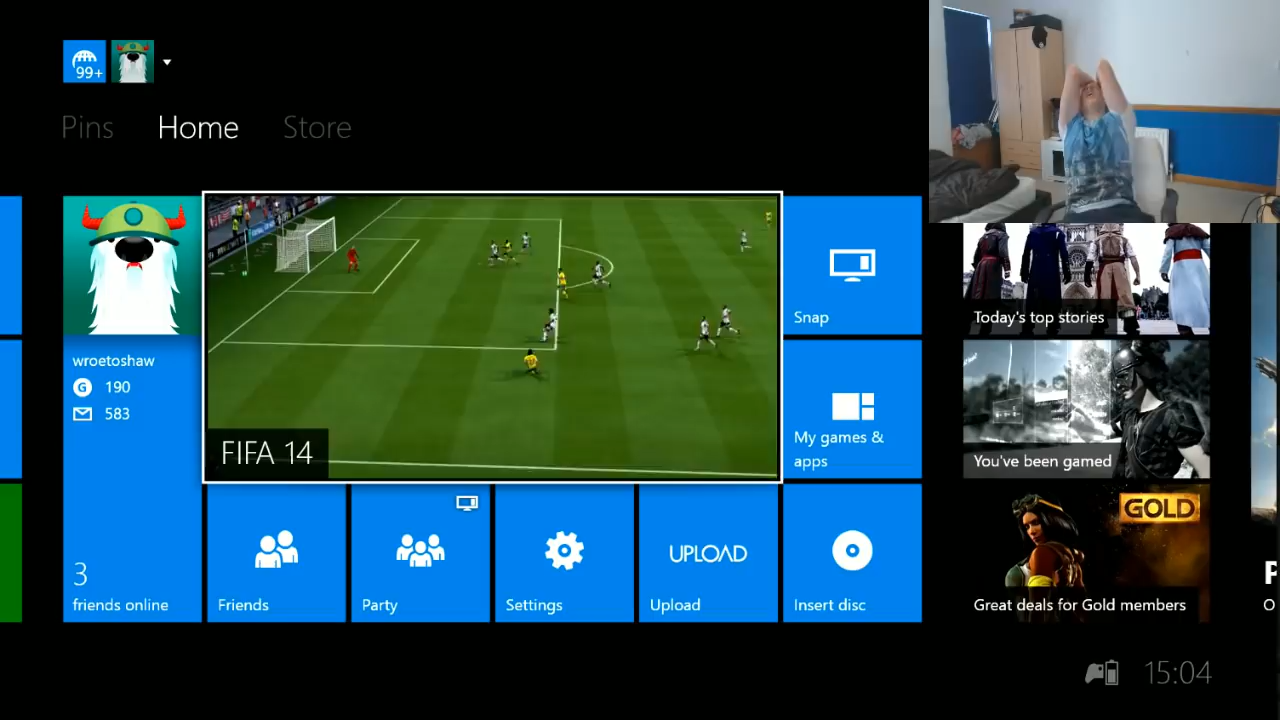 99+
Pins
Home
Store
wroetoshaw
G 190
583
3
friends online
FIFA 14
Snap
My games &
apps
Friends
Party
Settings
UPLOAD
Upload
Insert disc
Today's top stories
You've been gamed
GOLD
Great deals for Gold members
P
O
15:04